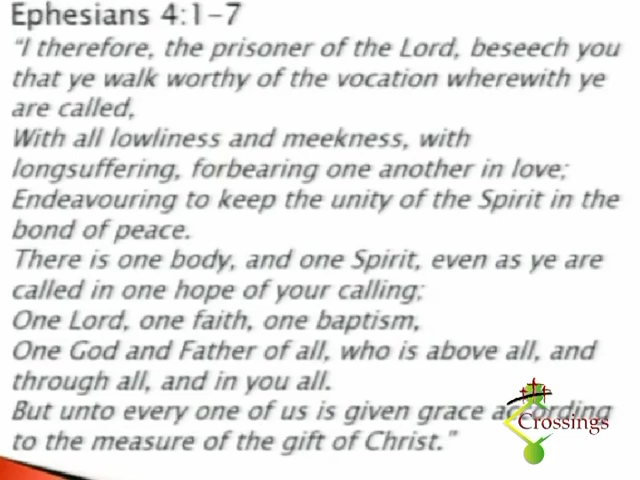 Ephesians 4:1-7
“I therefore, the prisoner of the Lord, beseech you
that ye walk worthy of the vocation wherewith ye
are called,
With all lowliness and meekness, with
longsuffering, forbearing one another in love;
Endeavouring to keep the unity of the Spirit in the
bond of peace.
There is one body, and one Spirit, even as ye are
called in one hope of your calling;
One Lord, one faith, one baptism,
One God and Father of all, who is above all, and
through all, and in you all.
But unto every one of us is given grace according
to the measure of the gift of Christ.”
Crossings